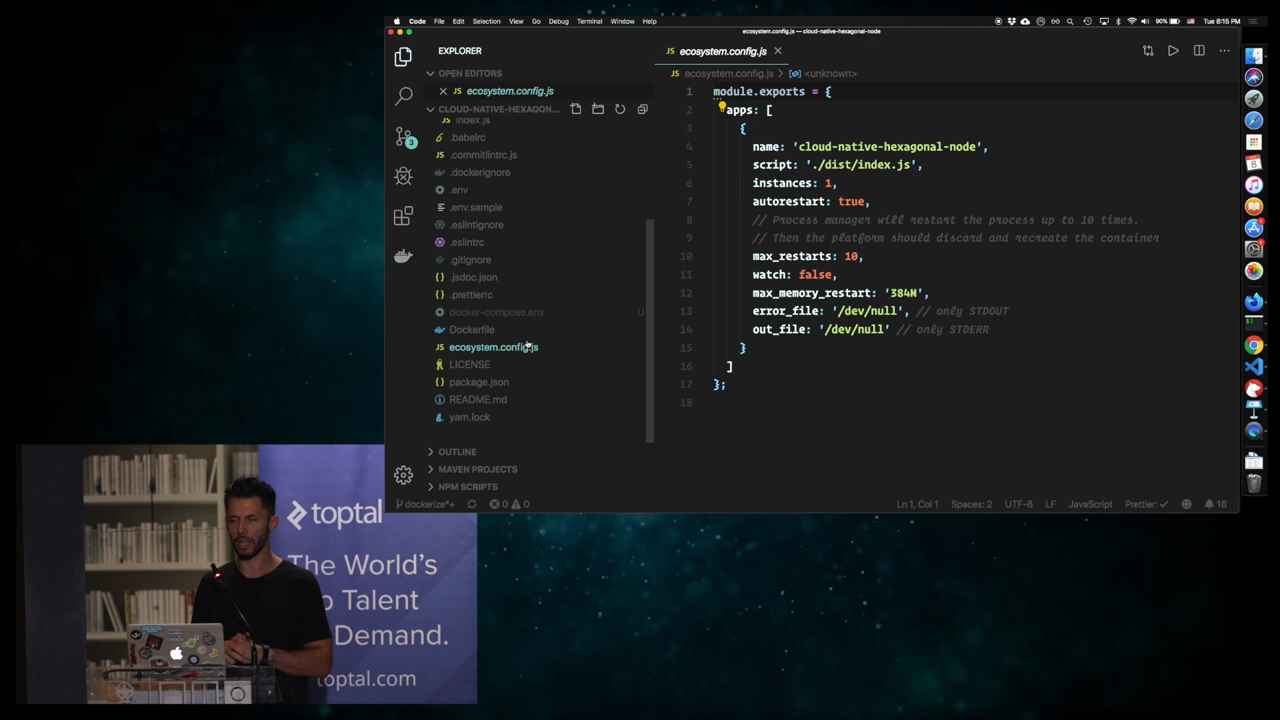 Code File Edit Selection View Go Debug Terminal Window Help
90% Tue 8:15 PM
ecosystem.config.js — cloud-native-hexagonal-node
EXPLORER
OPEN EDITORS
ecosystem.config.js
CLOUD-NATIVE-HEXAGON...
index.js
.babelrc
.commitlintrc.js
.dockerignore
.env
.env.sample
.eslintignore
.eslintrc
.gitignore
.jsdoc.json
.prettierrc
docker-compose.env U
Dockerfile
ecosystem.config.js
LICENSE
package.json
README.md
yarn.lock
OUTLINE
MAVEN PROJECTS
NPM SCRIPTS
3
JS ecosystem.config.js
JS ecosystem.config.js > <unknown>
1 module.exports = {
2 apps: [
3 {
4 name: 'cloud-native-hexagonal-node',
5 script: './dist/index.js',
6 instances: 1,
7 autorestart: true,
8 // Process manager will restart the process up to 10 times.
9 // Then the platform should discard and recreate the container
10 max_restarts: 10,
11 watch: false,
12 max_memory_restart: '384M',
13 error_file: '/dev/null', // only STDOUT
14 out_file: '/dev/null' // only STDERR
15 }
16 ]
17 };
18
dockerize*+ 0 0 Ln 1, Col 1 Spaces: 2 UTF-8 LF JavaScript Prettier: ✓ 18
toptal
The World's
Talent
Demand.
toptal.com